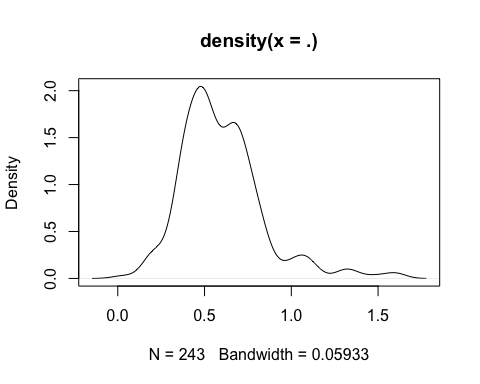 density(x = .)
Density
2.0
1.5
1.0
0.5
0.0
0.0 0.5 1.0 1.5
N = 243 Bandwidth = 0.05933